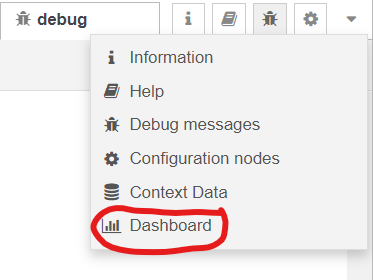 debug
Information
Help
Debug messages
Configuration nodes
Context Data
Dashboard